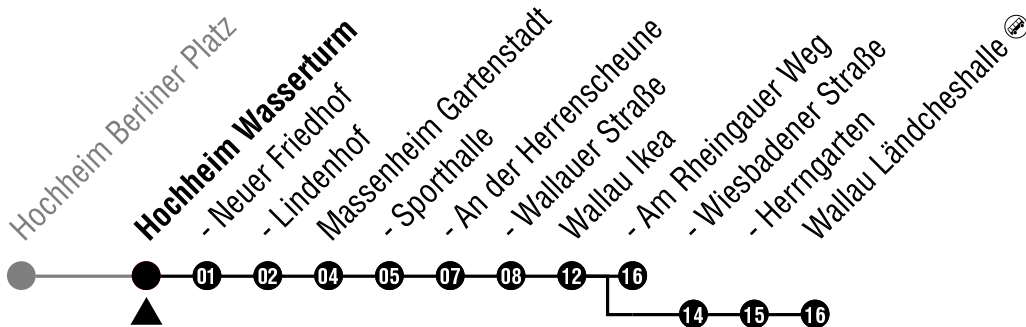 Hochheim Berliner Platz
Hochheim Wasserturm
- Neuer Friedhof
- Lindenhof
Massenheim Gartenstadt
- Sporthalle
- An der Herrenscheune
- Wallauer Straße
Wallau Ikea
- Am Rheingauer Weg
- Wiesbadener Straße
- Herrngarten
Wallau Ländcheshalle
01 02 04 05 07 08 12 16
14 15 16